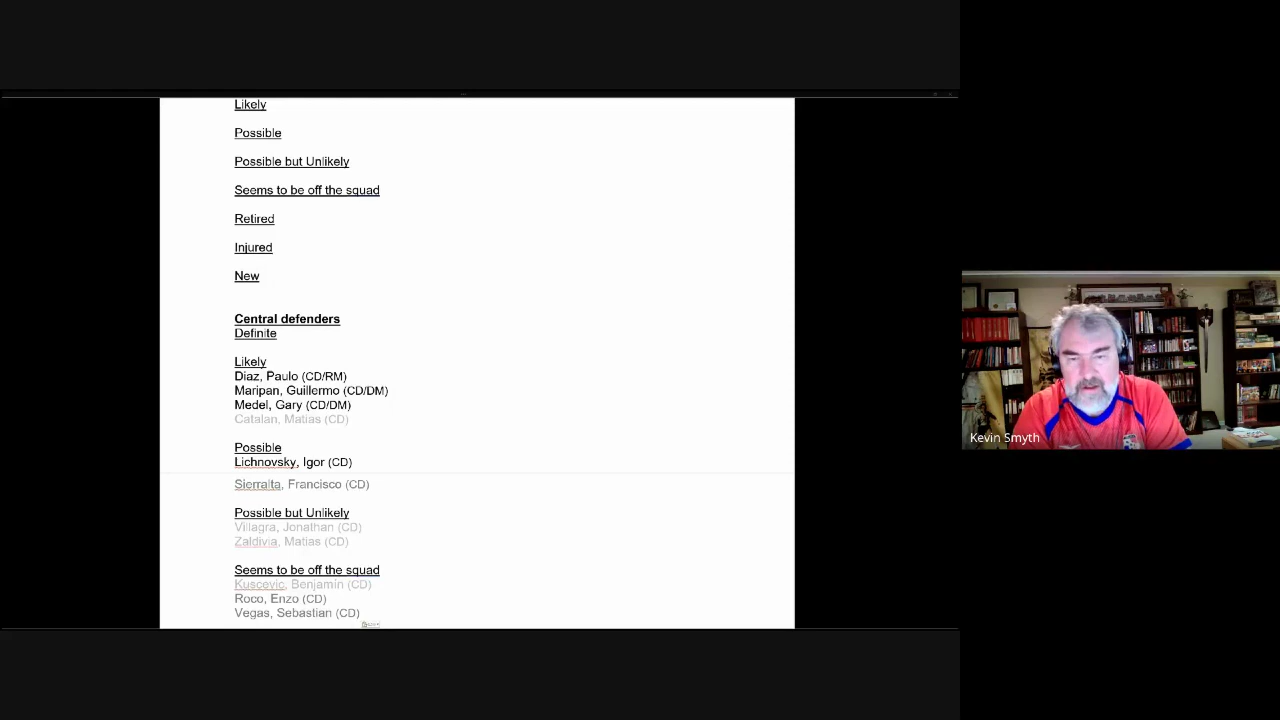 Likely
Possible
Possible but Unlikely
Seems to be off the squad
Retired
Injured
New
Central defenders
Definite
Likely
Diaz, Paulo (CD/RM)
Maripan, Guillermo (CD/DM)
Medel, Gary (CD/DM)
Catalan, Matias (CD)
Possible
Lichnovsky, Igor (CD)
Sierralta, Francisco (CD)
Possible but Unlikely
Villagra, Jonathan (CD)
Zaldivia, Matias (CD)
Seems to be off the squad
Kuscevic, Benjamin (CD)
Roco, Enzo (CD)
Vegas, Sebastian (CD)
Kevin Smyth